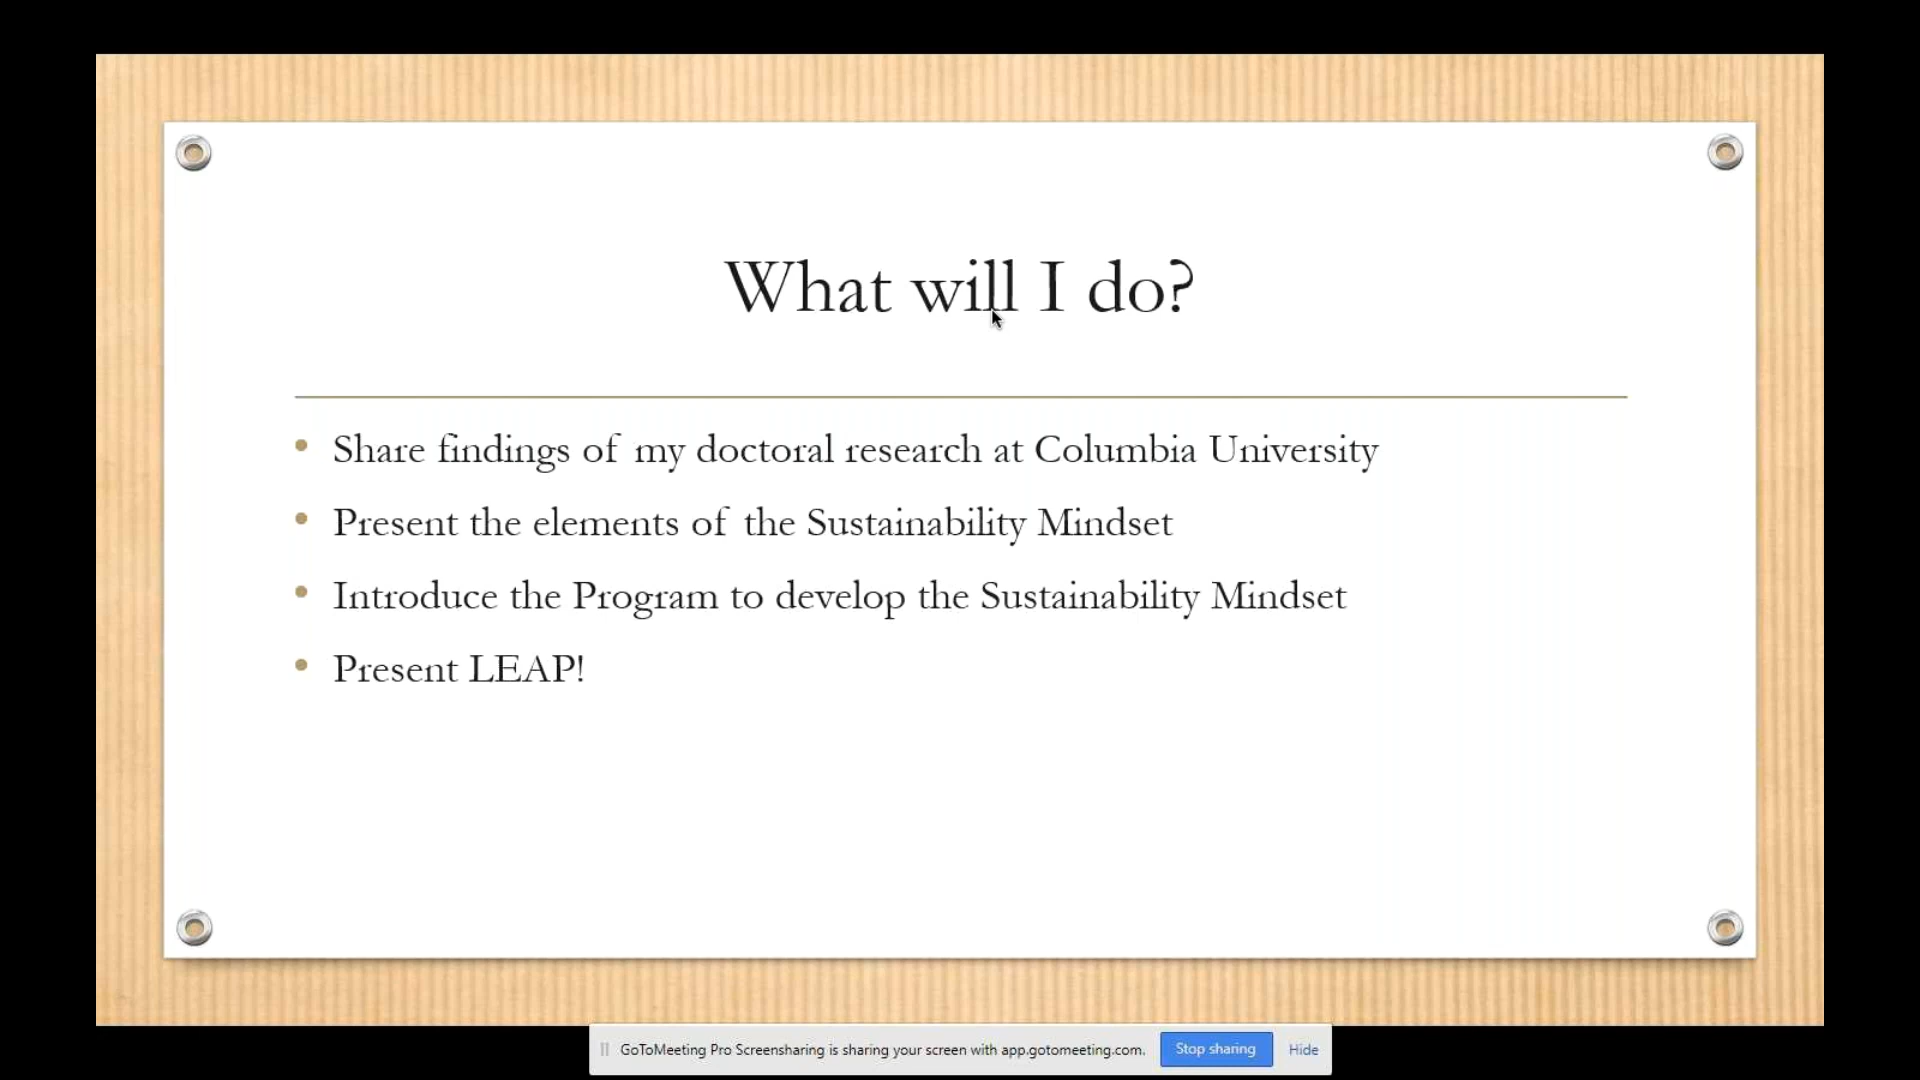 What will I do?
Share findings of my doctoral research at Columbia University
Present the elements of the Sustainability Mindset
Introduce the Program to develop the Sustainability Mindset
Present LEAP!
GoToMeeting Pro Screensharing is sharing your screen with app.gotomeeting.com. Stop sharing Hide